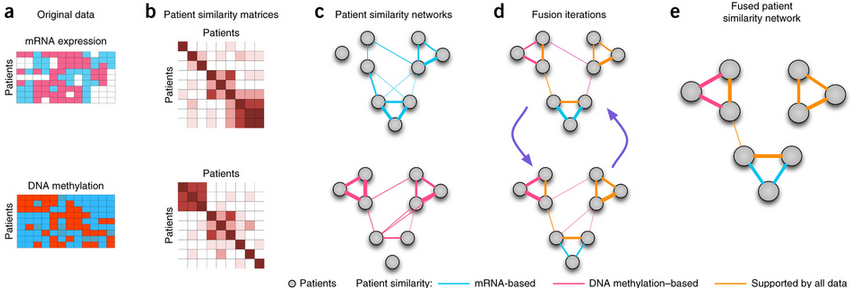 a
Original data
mRNA expression
Patients
DNA methylation
Patients
b
Patient similarity matrices
Patients
Patients
Patients
Patients
c
Patient similarity networks
d
Fusion iterations
e
Fused patient
similarity network
Patients
Patient similarity:
mRNA-based
DNA methylation–based
Supported by all data